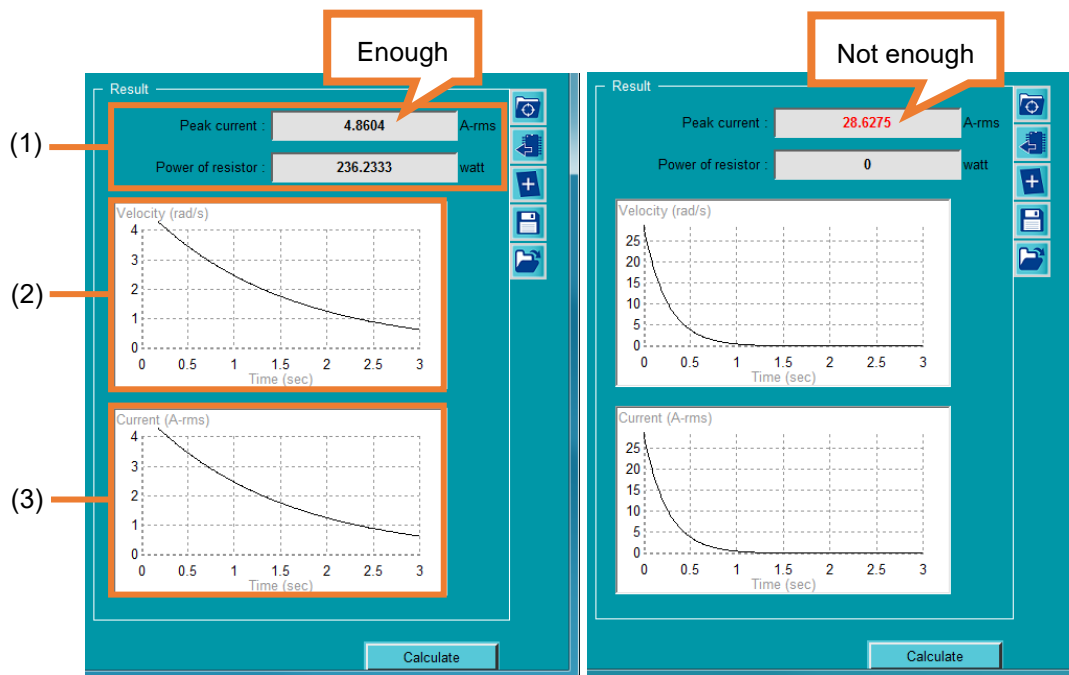 Enough
Result
(1)
Peak current : 4.8604 A-rms
Power of resistor : 236.2333 watt
(2)
Velocity (rad/s)
4
3
2
1
0
0 0.5 1 1.5 2 2.5 3
Time (sec)
(3)
Current (A-rms)
4
3
2
1
0
0 0.5 1 1.5 2 2.5 3
Time (sec)
Calculate
Not enough
Result
Peak current : 28.6275 A-rms
Power of resistor : 0 watt
Velocity (rad/s)
25
20
15
10
5
0
0 0.5 1 1.5 2 2.5 3
Time (sec)
Current (A-rms)
25
20
15
10
5
0
0 0.5 1 1.5 2 2.5 3
Time (sec)
Calculate